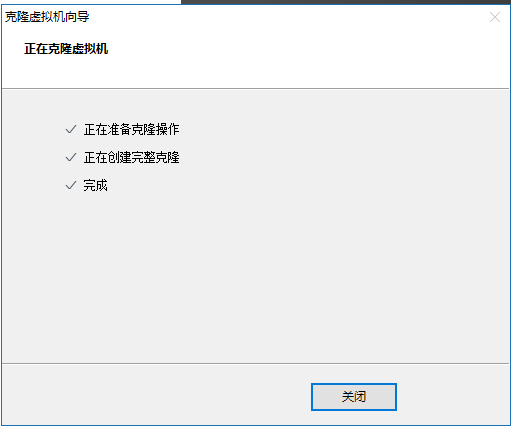 克隆虚拟机向导
正在克隆虚拟机
正在准备克隆操作
正在创建完整克隆
完成
关闭